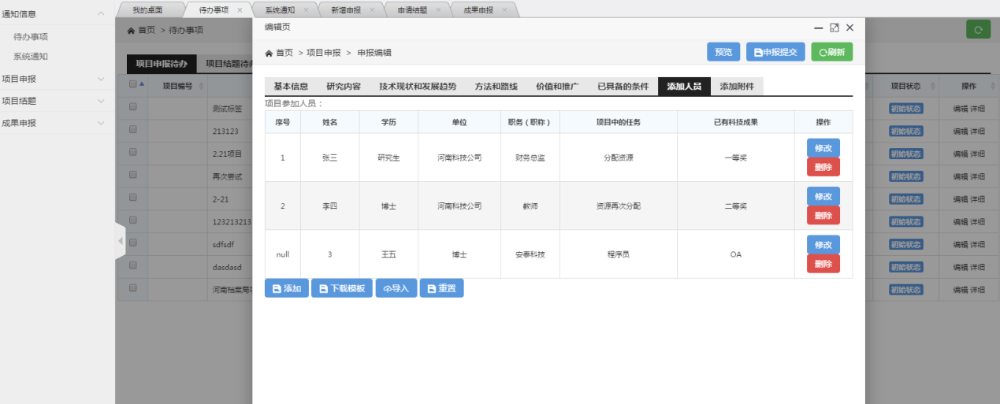 我的桌面 待办事项 × 系统通知 × 新增申报 × 申请结题 × 成果申报 ×
通知信息
待办事项
系统通知
项目申报
项目结题
成果申报
首页 > 待办事项
项目申报待办 项目结题待
项目编号 项目状态 操作
测试标签 初始状态 编辑 详细
213123 初始状态 编辑 详细
2.21项目 初始状态 编辑 详细
再次尝试 初始状态 编辑 详细
2-21 初始状态 编辑 详细
123213213 初始状态 编辑 详细
sdfsdf 初始状态 编辑 详细
dasdasd 初始状态 编辑 详细
河南档案局 初始状态 编辑 详细
编辑页
首页 > 项目申报 > 申报编辑
预览 申报提交 刷新
基本信息 研究内容 技术现状和发展趋势 方法和路线 价值和推广 已具备的条件 添加人员 添加附件
项目参加人员：
序号 姓名 学历 单位 职务（职称） 项目中的任务 已有科技成果 操作
1 张三 研究生 河南科技公司 财务总监 分配资源 一等奖 修改 删除
2 李四 博士 河南科技公司 教师 资源再次分配 二等奖 修改 删除
null 3 王五 博士 安泰科技 程序员 OA 修改 删除
添加 下载模板 导入 重置